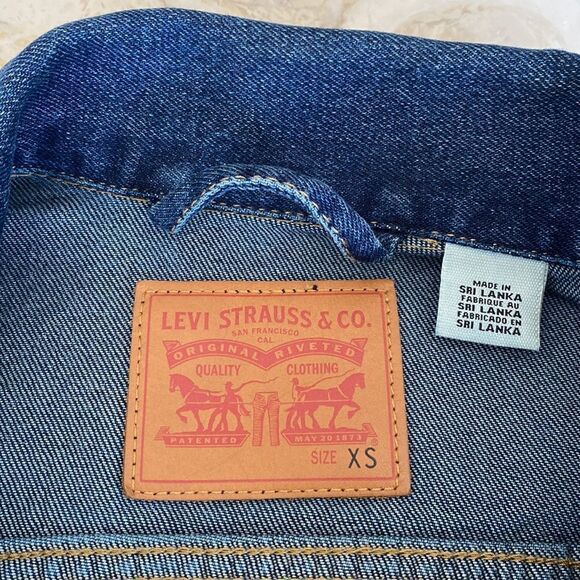 LEVI STRAUSS & CO.
SAN FRANCISCO
CAL.
ORIGINAL RIVETED
QUALITY CLOTHING
PATENTED MAY 20 1873
®
SIZE XS
MADE IN
SRI LANKA
FABRIQUE AU
SRI LANKA
FABRICADO EN
SRI LANKA